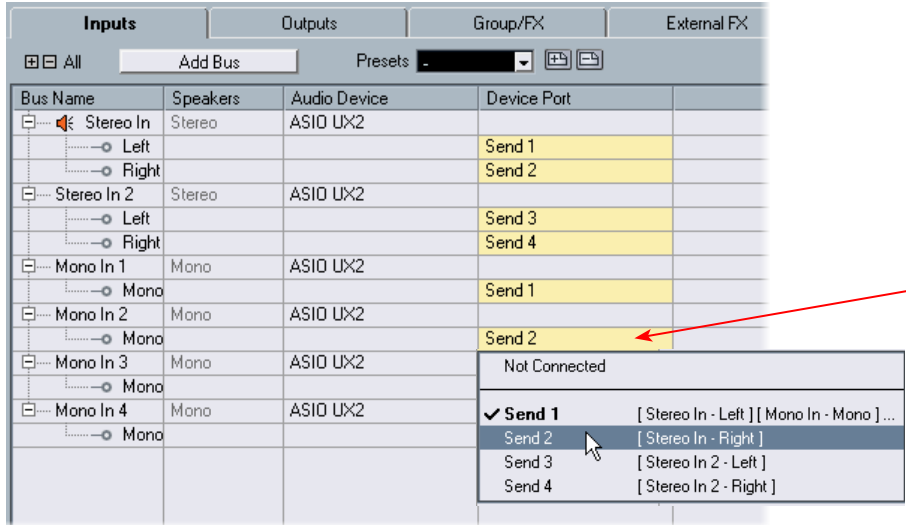 Inputs Outputs Group/FX External FX
All Add Bus Presets -
Bus Name Speakers Audio Device Device Port
Stereo In Stereo ASIO UX2
Left Send 1
Right Send 2
Stereo In 2 Stereo ASIO UX2
Left Send 3
Right Send 4
Mono In 1 Mono ASIO UX2
Mono Send 1
Mono In 2 Mono ASIO UX2
Mono Send 2
Mono In 3 Mono ASIO UX2
Mono
Mono In 4 Mono ASIO UX2
Mono
Not Connected
Send 1 [ Stereo In - Left ] [ Mono In - Mono ] ...
Send 2 [ Stereo In - Right ]
Send 3 [ Stereo In 2 - Left ]
Send 4 [ Stereo In 2 - Right ]